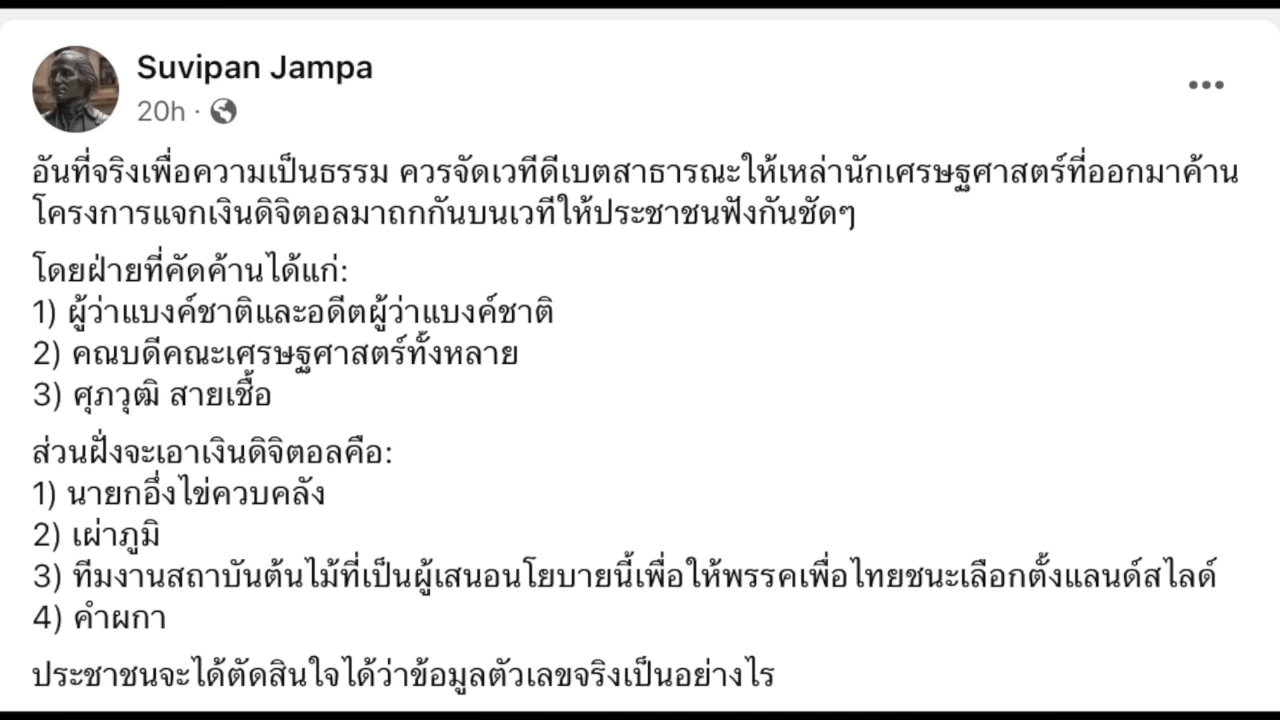 Suvipan Jampa
20h ·
อันที่จริงเพื่อความเป็นธรรม ควรจัดเวทีดีเบตสาธารณะให้เหล่านักเศรษฐศาสตร์ที่ออกมาค้าน
โครงการแจกเงินดิจิตอลมาถกกันบนเวทีให้ประชาชนฟังกันชัดๆ
โดยฝ่ายที่คัดค้านได้แก่:
1) ผู้ว่าแบงค์ชาติและอดีตผู้ว่าแบงค์ชาติ
2) คณบดีคณะเศรษฐศาสตร์ทั้งหลาย
3) ศุภวุฒิ สายเชื้อ
ส่วนฝั่งจะเอาเงินดิจิตอลคือ:
1) นายกอึ่งไข่ควบคลัง
2) เผ่าภูมิ
3) ทีมงานสถาบันต้นไม้ที่เป็นผู้เสนอนโยบายนี้เพื่อให้พรรคเพื่อไทยชนะเลือกตั้งแลนด์สไลด์
4) คำผกา
ประชาชนจะได้ตัดสินใจได้ว่าข้อมูลตัวเลขจริงเป็นอย่างไร